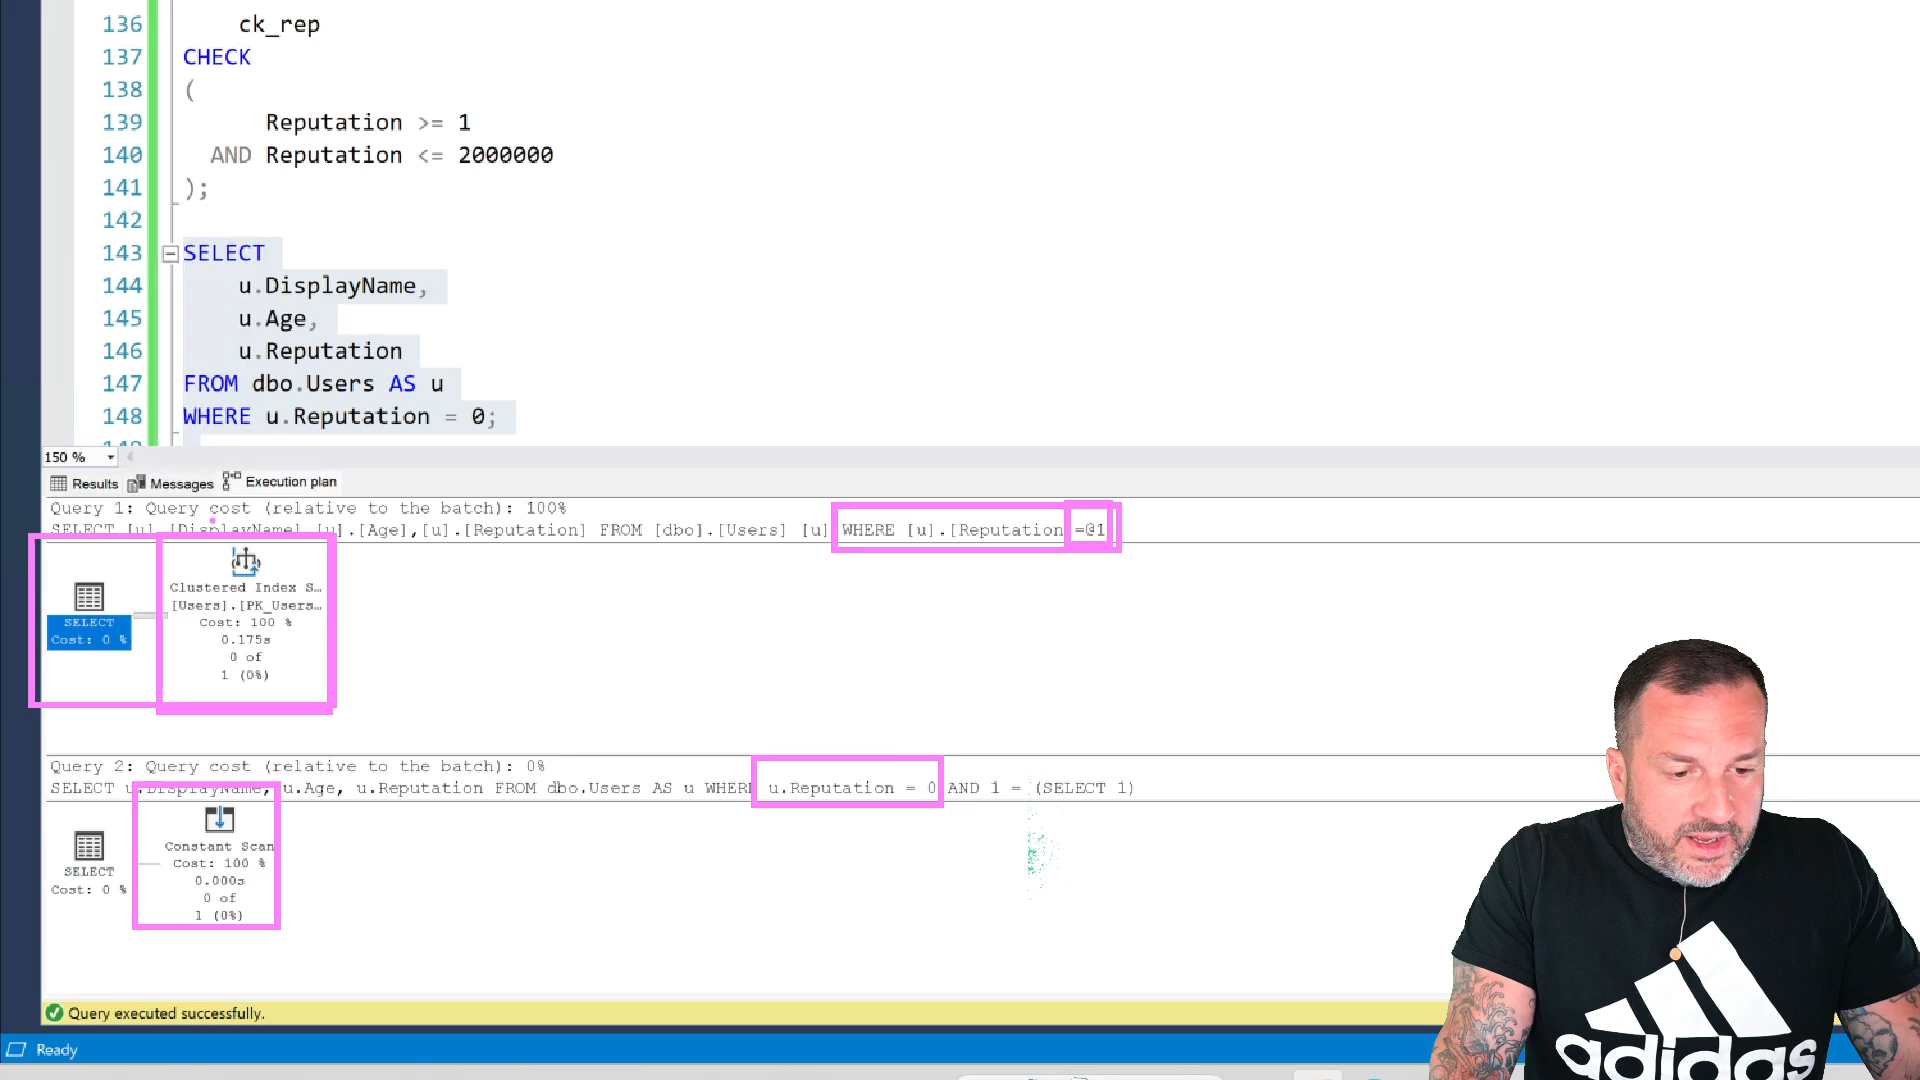 136 ck_rep
137 CHECK
138 (
139 Reputation >= 1
140 AND Reputation <= 2000000
141 );
142
143 SELECT
144 u.DisplayName,
145 u.Age,
146 u.Reputation
147 FROM dbo.Users AS u
148 WHERE u.Reputation = 0;
149
150 %
Results Messages Execution plan
Query 1: Query cost (relative to the batch): 100%
SELECT [u].[DisplayName],[u].[Age],[u].[Reputation] FROM [dbo].[Users] [u] WHERE [u].[Reputation =@1
Clustered Index S…
[Users].[PK_Users…
Cost: 100 %
0.175s
0 of
1 (0%)
SELECT
Cost: 0 %
Query 2: Query cost (relative to the batch): 0%
SELECT u.DisplayName, u.Age, u.Reputation FROM dbo.Users AS u WHERE u.Reputation = 0 AND 1 = (SELECT 1)
Constant Scan
Cost: 100 %
0.000s
0 of
1 (0%)
SELECT
Cost: 0 %
Query executed successfully.
Ready
adidas